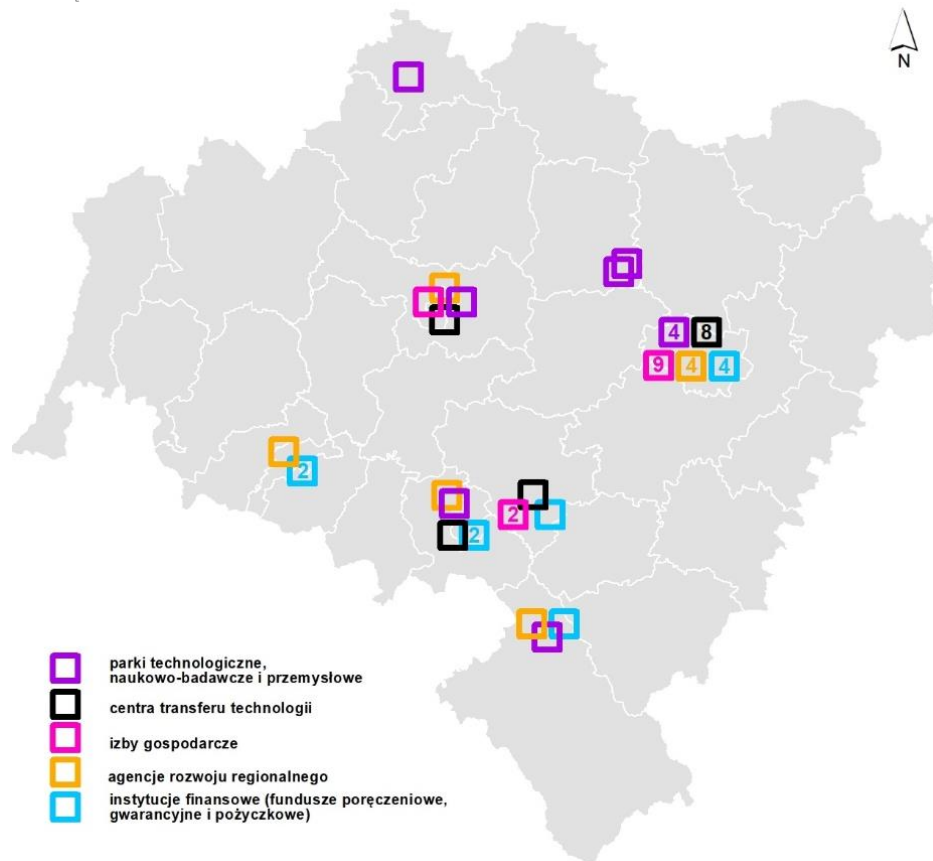 N
4 8
9 4 4
2
2
2
parki technologiczne,
naukowo-badawcze i przemysłowe
centra transferu technologii
izby gospodarcze
agencje rozwoju regionalnego
instytucje finansowe (fundusze poręczeniowe,
gwarancyjne i pożyczkowe)